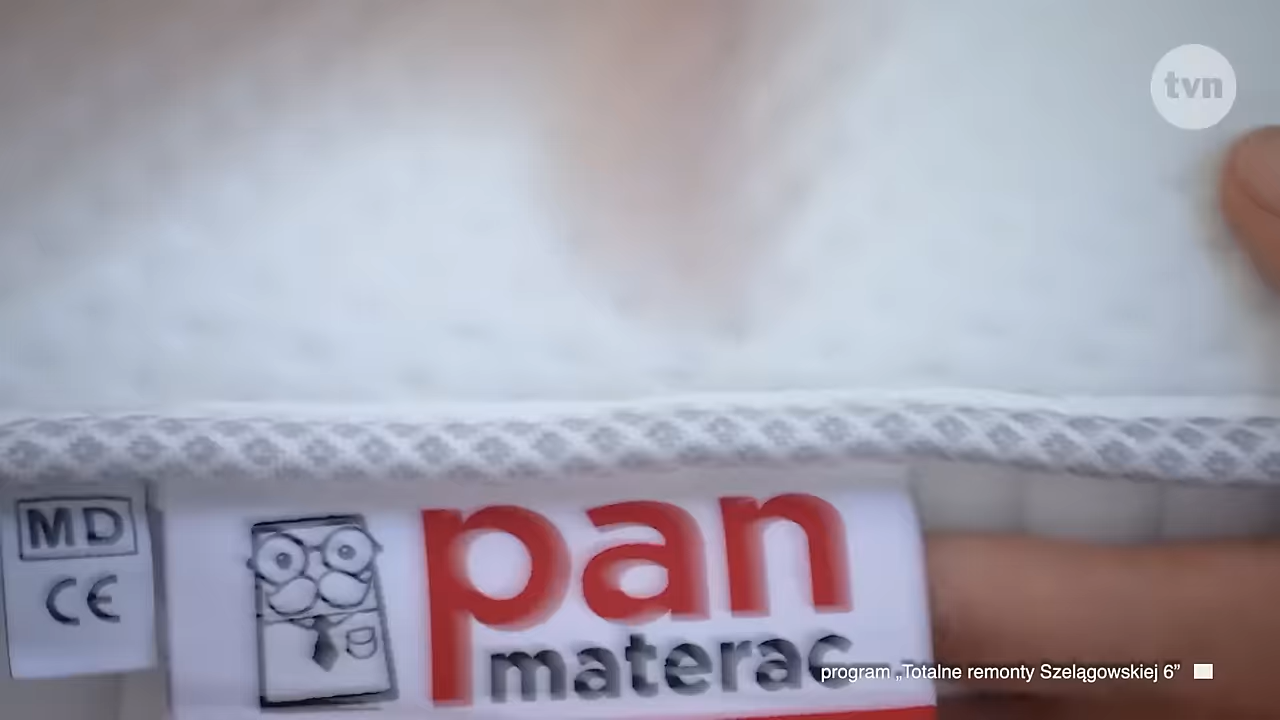 tvn
MD
CE
pan
materac
program „Totalne remonty Szelągowskiej 6”